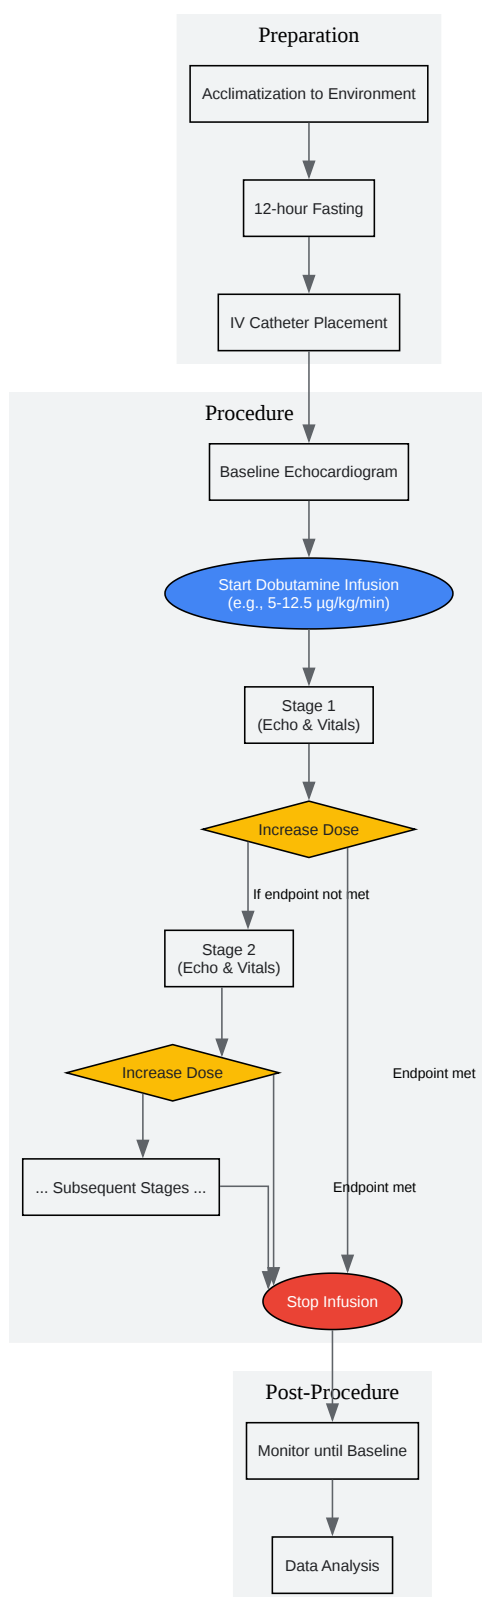 Preparation
Acclimatization to Environment
12-hour Fasting
IV Catheter Placement
Procedure
Baseline Echocardiogram
Start Dobutamine Infusion
(e.g., 5-12.5 µg/kg/min)
Stage 1
(Echo & Vitals)
Increase Dose
If endpoint not met
Stage 2
(Echo & Vitals)
Increase Dose
Endpoint met
... Subsequent Stages ...
Endpoint met
Stop Infusion
Post-Procedure
Monitor until Baseline
Data Analysis